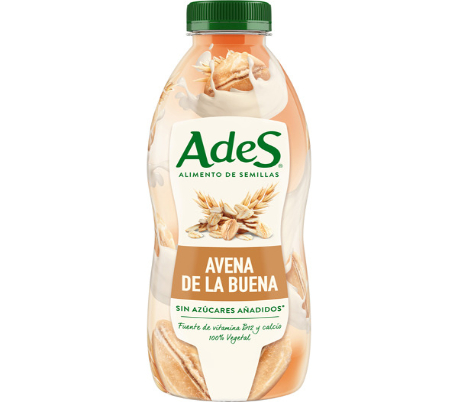 AdeS®
ALIMENTO DE SEMILLAS
AVENA
DE LA BUENA
SIN AZÚCARES AÑADIDOS*
Fuente de vitamina B12 y calcio
100% Vegetal